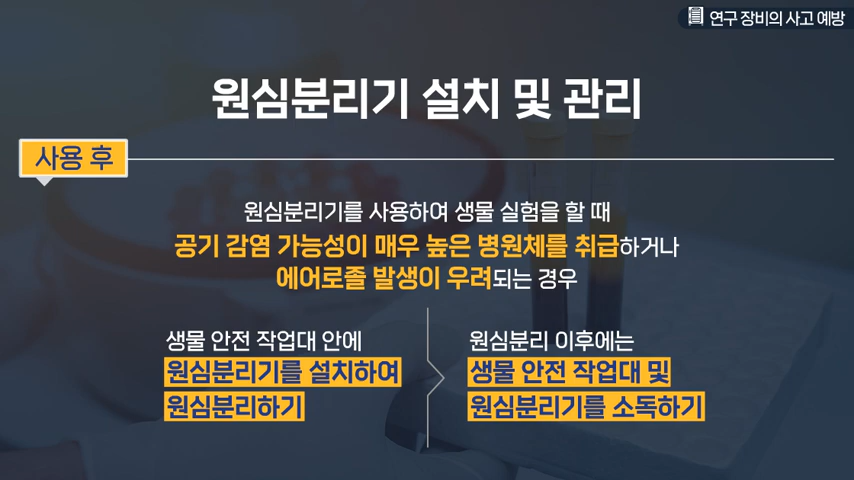 연구 장비의 사고 예방
원심분리기 설치 및 관리
사용 후
원심분리기를 사용하여 생물 실험을 할 때
공기 감염 가능성이 매우 높은 병원체를 취급하거나
에어로졸 발생이 우려되는 경우
생물 안전 작업대 안에
원심분리기를 설치하여
원심분리하기
원심분리 이후에는
생물 안전 작업대 및
원심분리기를 소독하기